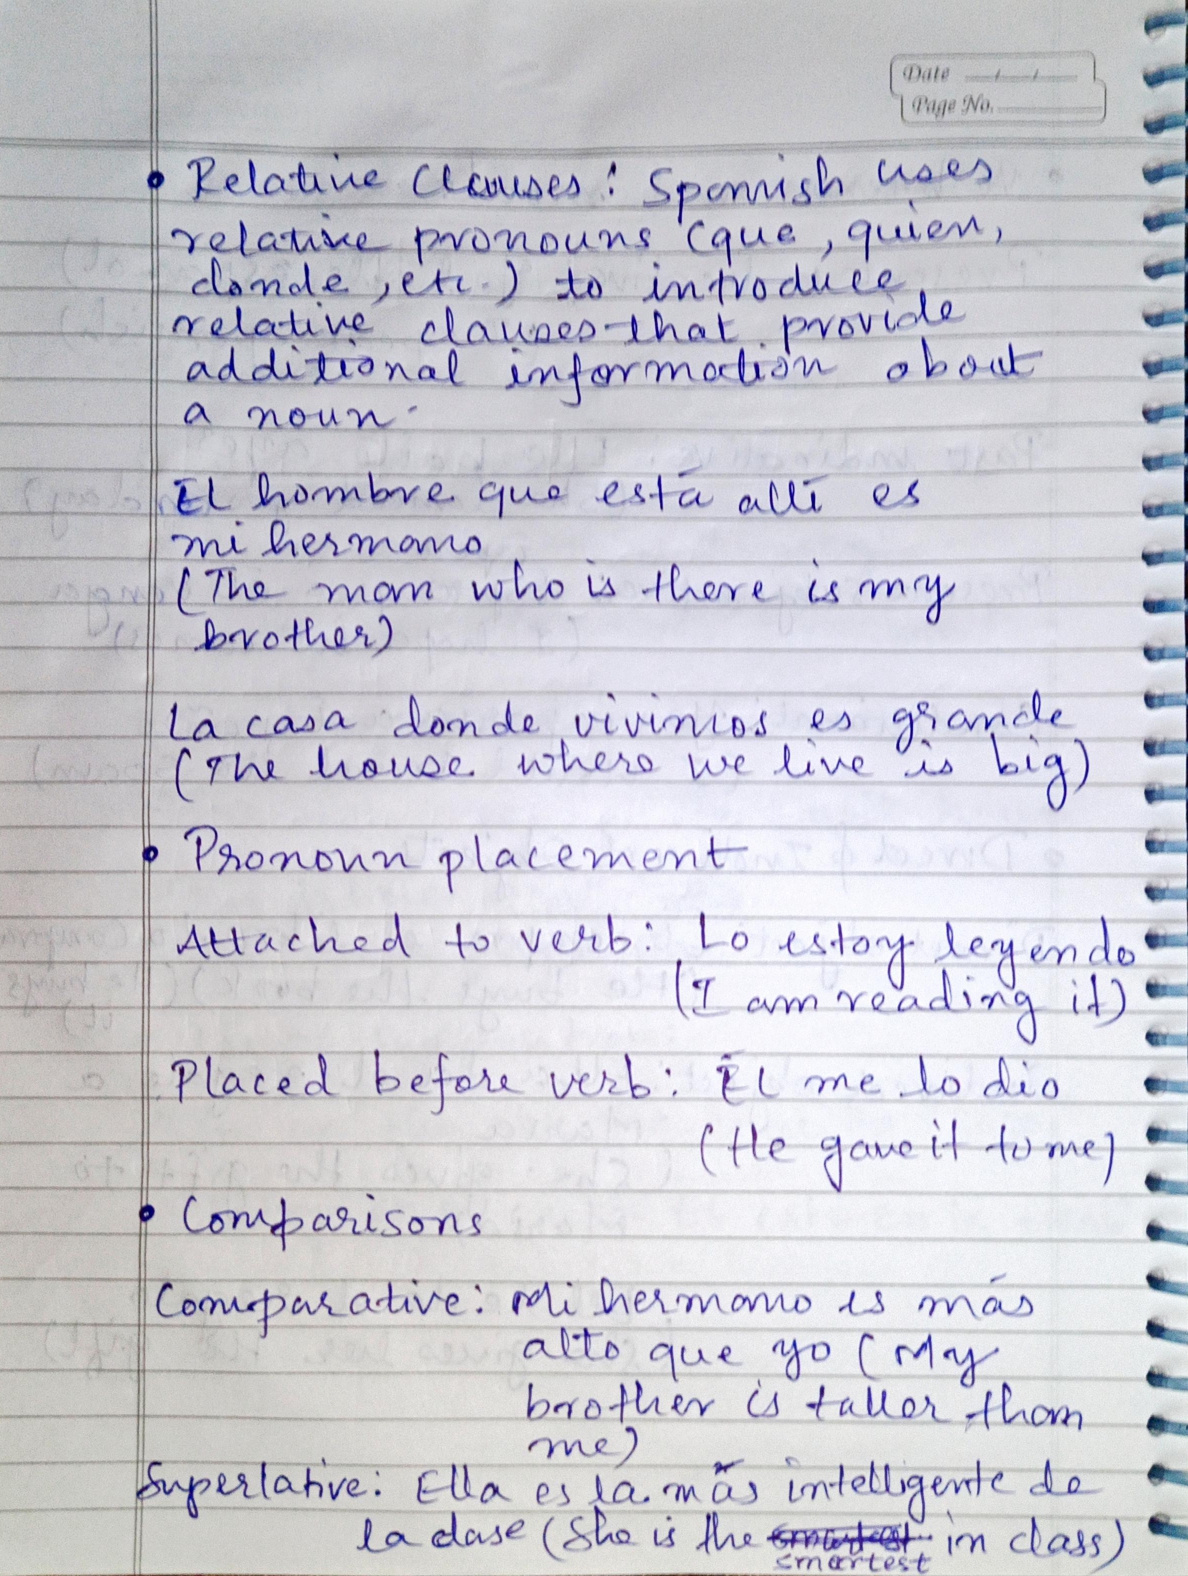 Date __/__/__
Page No. ____
• Relative Clauses: Spanish uses
relative pronouns (que, quien,
donde, etc.) to introduce
relative clauses that provide
additional information about
a noun.
El hombre que está allí es
mi hermano
(The man who is there is my
brother)
La casa donde vivimos es grande
(The house where we live is big)
• Pronoun placement
Attached to verb: Lo estoy leyendo
(I am reading it)
Placed before verb: Él me lo dio
(He gave it to me)
• Comparisons
Comparative: Mi hermano es más
alto que yo (My
brother is taller than
me)
Superlative: Ella es la más inteligente de
la clase (She is the smartest in class)
smartest